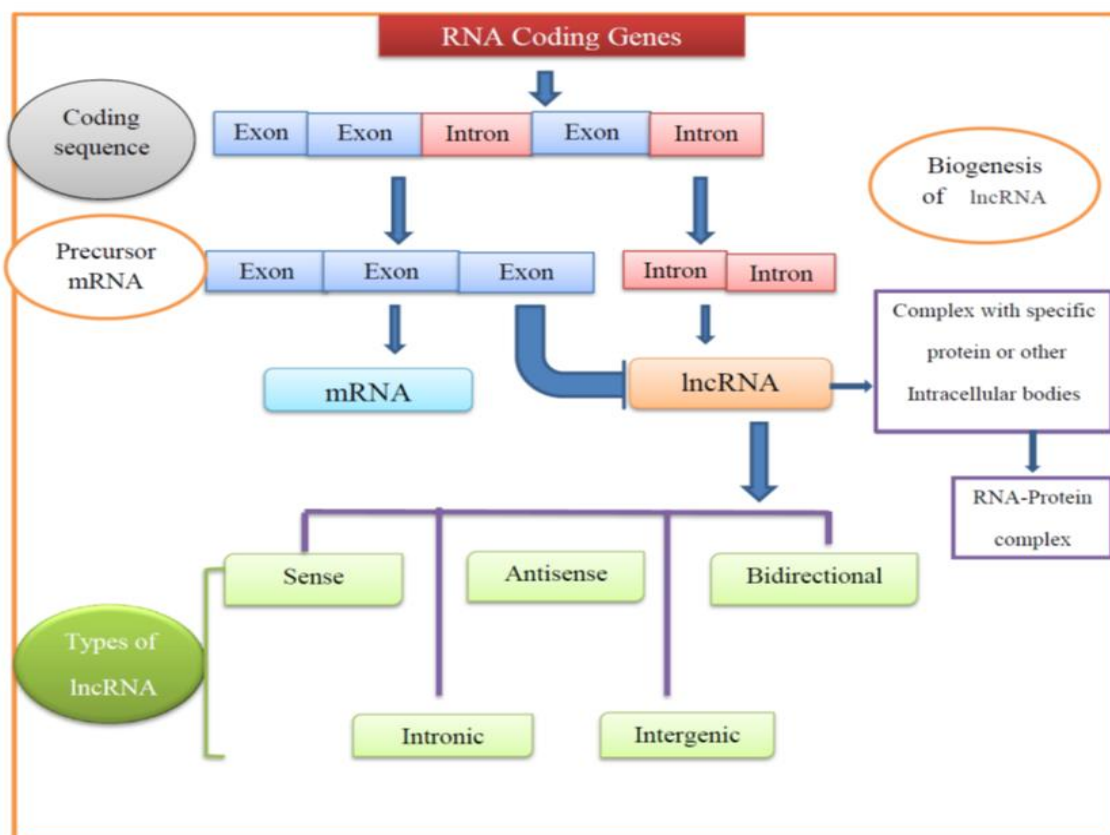 RNA Coding Genes
Coding
sequence
Exon Exon Intron Exon Intron
Biogenesis
of lncRNA
Precursor
mRNA
Exon Exon Exon
Intron Intron
Complex with specific
protein or other
Intracellular bodies
mRNA
lncRNA
RNA-Protein
complex
Sense
Antisense
Bidirectional
Types of
lncRNA
Intronic
Intergenic